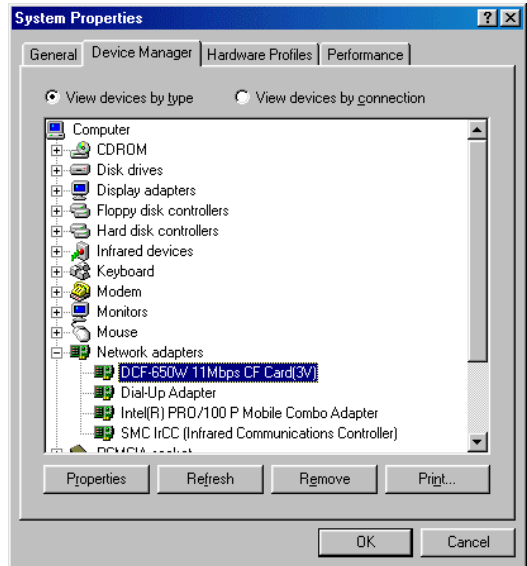 System Properties
General Device Manager Hardware Profiles Performance
View devices by type View devices by connection
Computer
CDROM
Disk drives
Display adapters
Floppy disk controllers
Hard disk controllers
Infrared devices
Keyboard
Modem
Monitors
Mouse
Network adapters
DCF-650W 11Mbps CF Card(3V)
Dial-Up Adapter
Intel(R) PRO/100 P Mobile Combo Adapter
SMC IrCC (Infrared Communications Controller)
PCMCIA socket
Properties Refresh Remove Print...
OK Cancel